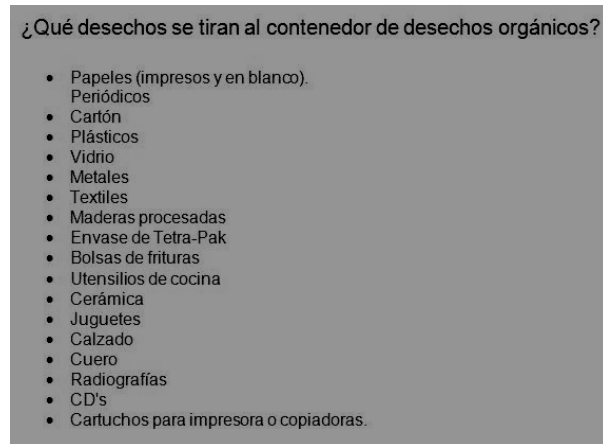 ¿Qué desechos se tiran al contenedor de desechos orgánicos?
• Papeles (impresos y en blanco).
Periódicos
• Cartón
• Plásticos
• Vidrio
• Metales
• Textiles
• Maderas procesadas
• Envase de Tetra-Pak
• Bolsas de frituras
• Utensilios de cocina
• Cerámica
• Juguetes
• Calzado
• Cuero
• Radiografías
• CD's
• Cartuchos para impresora o copiadoras.